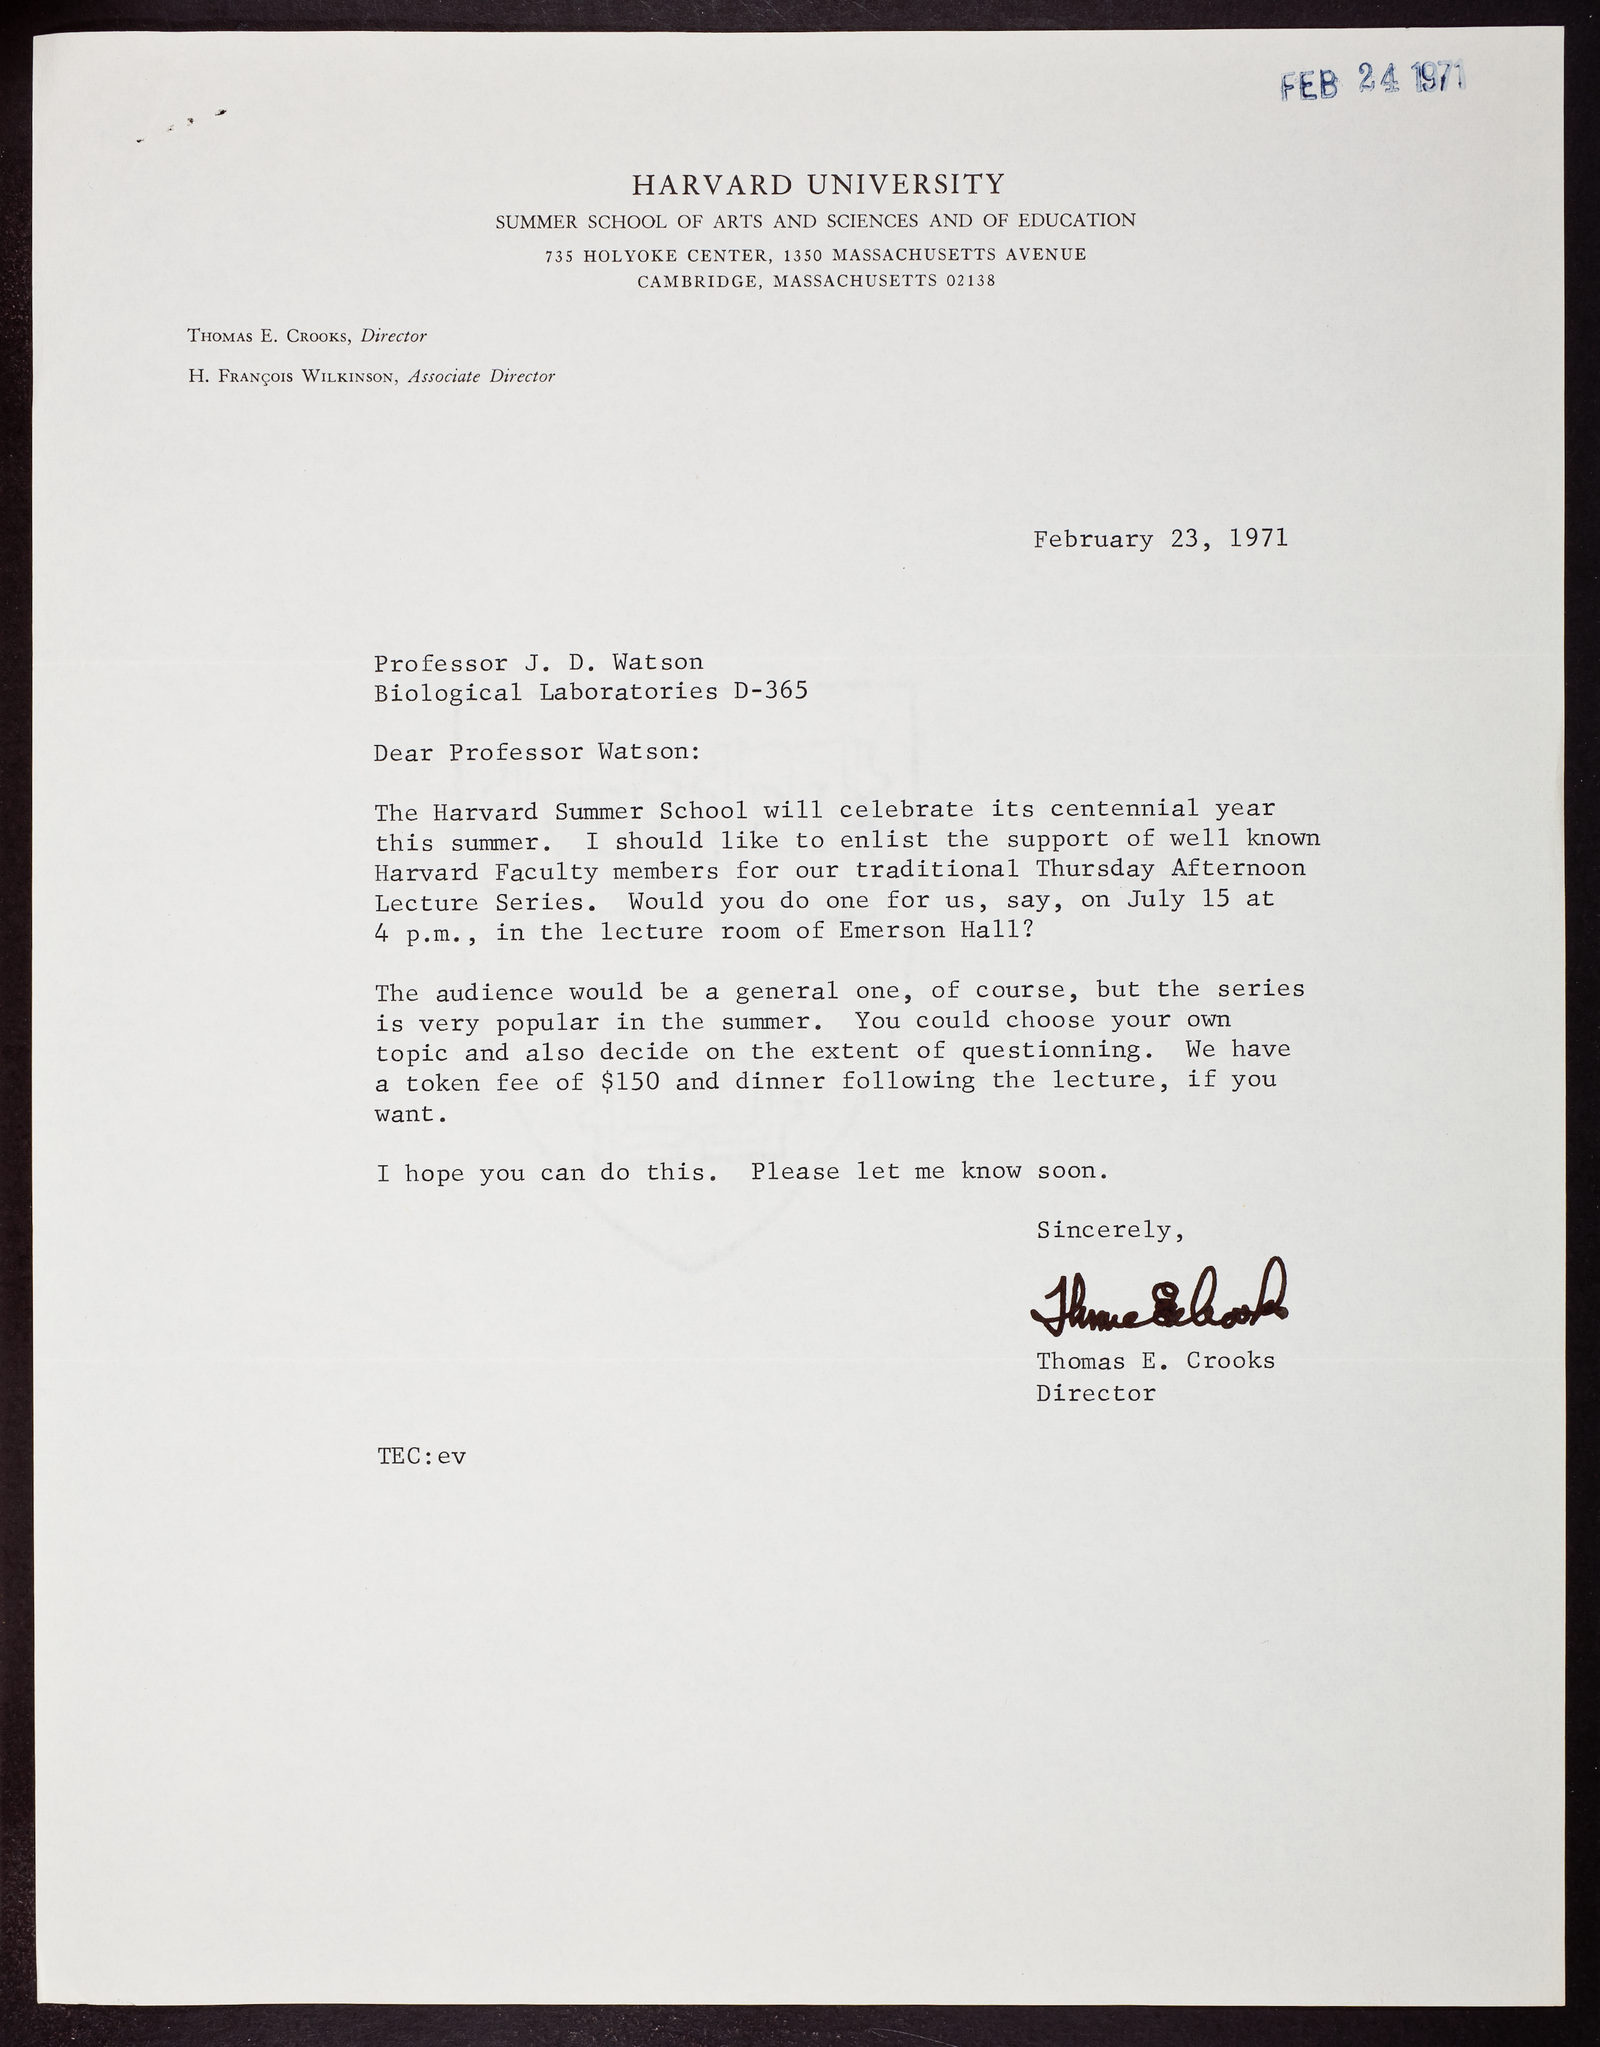 FEB 24 1971
HARVARD UNIVERSITY
SUMMER SCHOOL OF ARTS AND SCIENCES AND OF EDUCATION
735 HOLYOKE CENTER, 1350 MASSACHUSETTS AVENUE
CAMBRIDGE, MASSACHUSETTS 02138
THOMAS E. CROOKS, Director
H. FRANÇOIS WILKINSON, Associate Director
February 23, 1971
Professor J. D. Watson
Biological Laboratories D-365
Dear Professor Watson:
The Harvard Summer School will celebrate its centennial year
this summer. I should like to enlist the support of well known
Harvard Faculty members for our traditional Thursday Afternoon
Lecture Series. Would you do one for us, say, on July 15 at
4 p.m., in the lecture room of Emerson Hall?
The audience would be a general one, of course, but the series
is very popular in the summer. You could choose your own
topic and also decide on the extent of questionning. We have
a token fee of $150 and dinner following the lecture, if you
want.
I hope you can do this. Please let me know soon.
Sincerely,
Thomas E. Crooks
Thomas E. Crooks
Director
TEC:ev